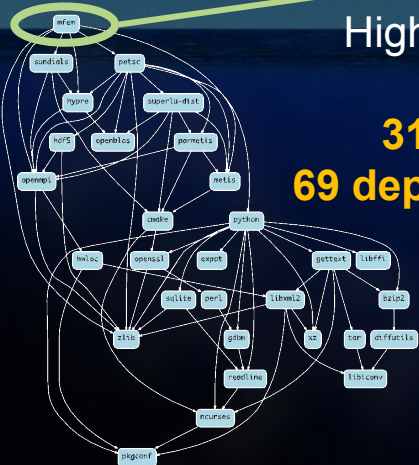 mfem
High
sundials petsc
hypre superlu-dist
31
hdf5 openblas parmetis
openmpi metis
69 dep
cmake python
hwloc openssl expat gettext libffi
sqlite perl libxml2 bzip2
zlib gdbm xz tar diffutils
readline libiconv
ncurses
pkgconf